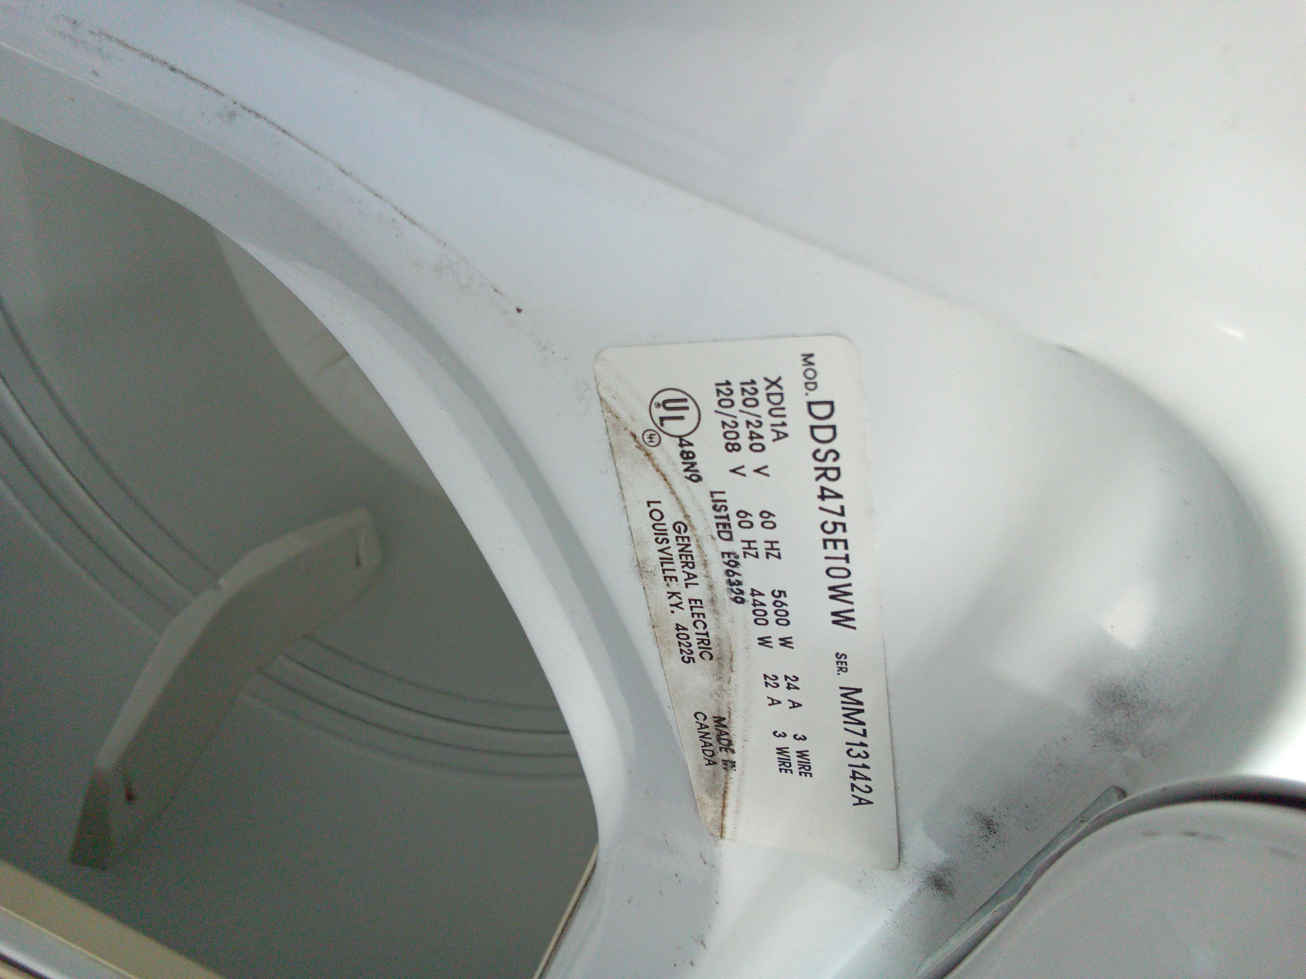 MOD. DDSR475ET0WW SER. MM713142A
XDU1A
120/240 V 60 HZ 5600 W 24 A 3 WIRE
120/208 V 60 HZ 4400 W 22 A 3 WIRE
UL 48N9 LISTED E96329
GENERAL ELECTRIC
LOUISVILLE. KY. 40225
MADE IN
CANADA